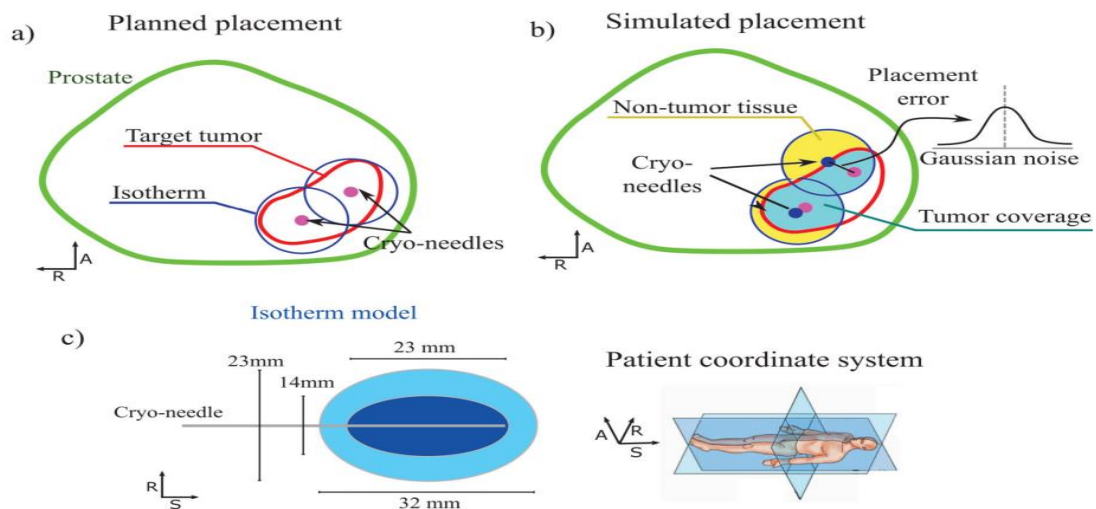 a)
Planned placement
Prostate
Target tumor
Isotherm
Cryo-needles
A
R
b)
Simulated placement
Placement
error
Non-tumor tissue
Gaussian noise
Cryo-
needles
Tumor coverage
A
R
Isotherm model
c)
23 mm
23mm
14mm
Cryo-needle
R
S
32 mm
Patient coordinate system
A
R
S